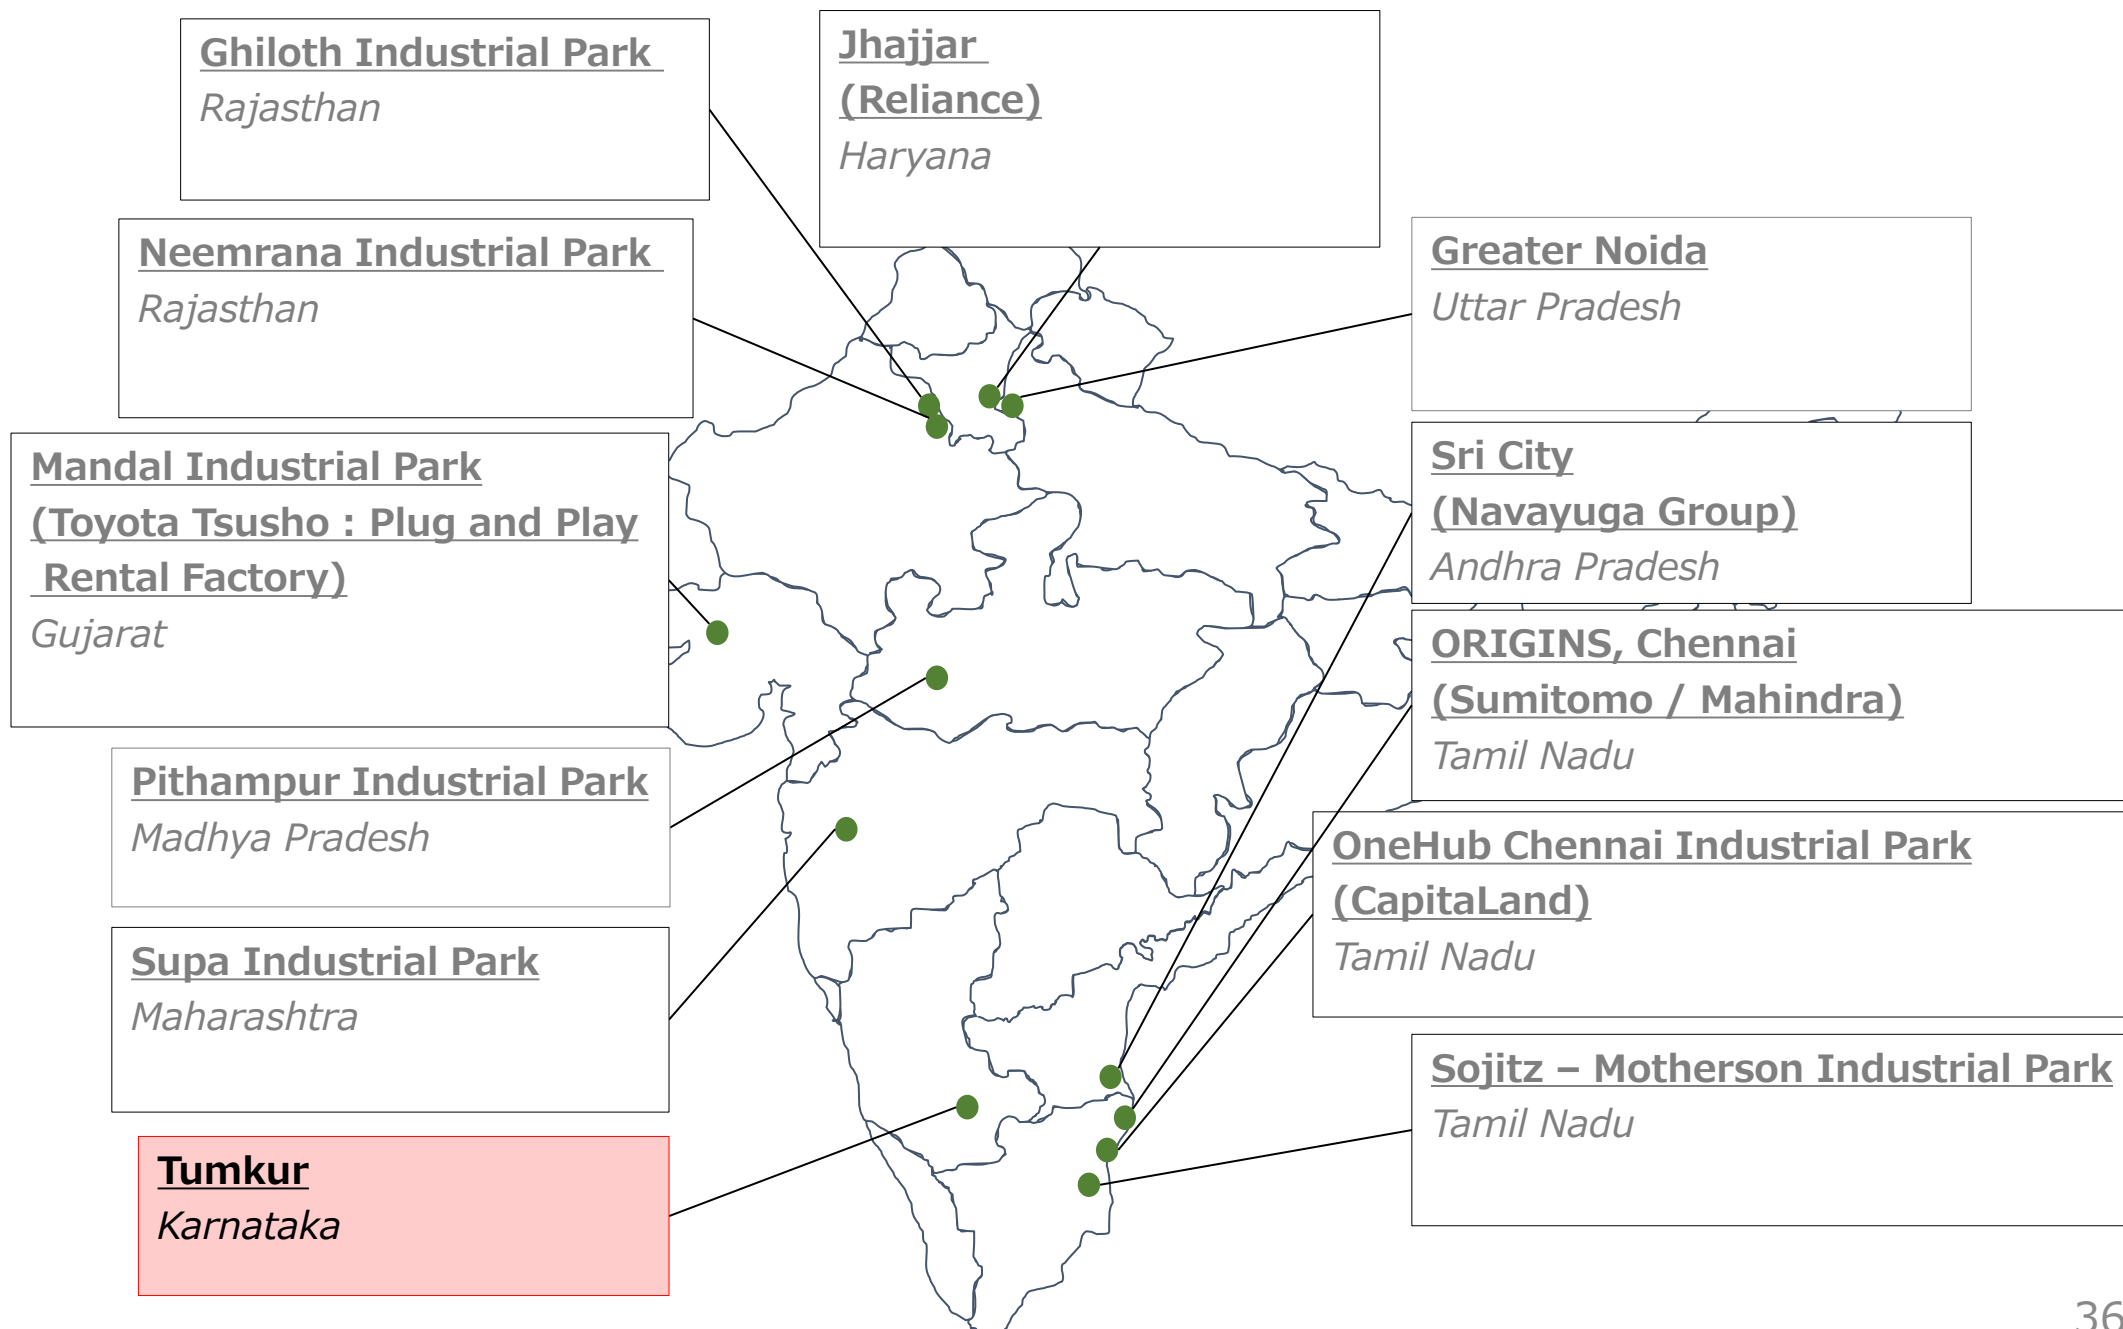 Ghiloth Industrial Park
Rajasthan
Jhajjar
(Reliance)
Haryana
Neemrana Industrial Park
Rajasthan
Greater Noida
Uttar Pradesh
Mandal Industrial Park
(Toyota Tsusho : Plug and Play
Rental Factory)
Gujarat
Sri City
(Navayuga Group)
Andhra Pradesh
ORIGINS, Chennai
(Sumitomo / Mahindra)
Tamil Nadu
Pithampur Industrial Park
Madhya Pradesh
OneHub Chennai Industrial Park
(CapitaLand)
Tamil Nadu
Supa Industrial Park
Maharashtra
Sojitz – Motherson Industrial Park
Tamil Nadu
Tumkur
Karnataka
36